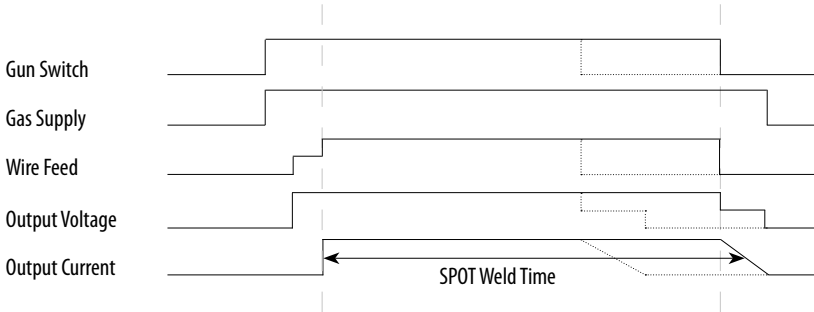 Gun Switch
Gas Supply
Wire Feed
Output Voltage
Output Current
SPOT Weld Time